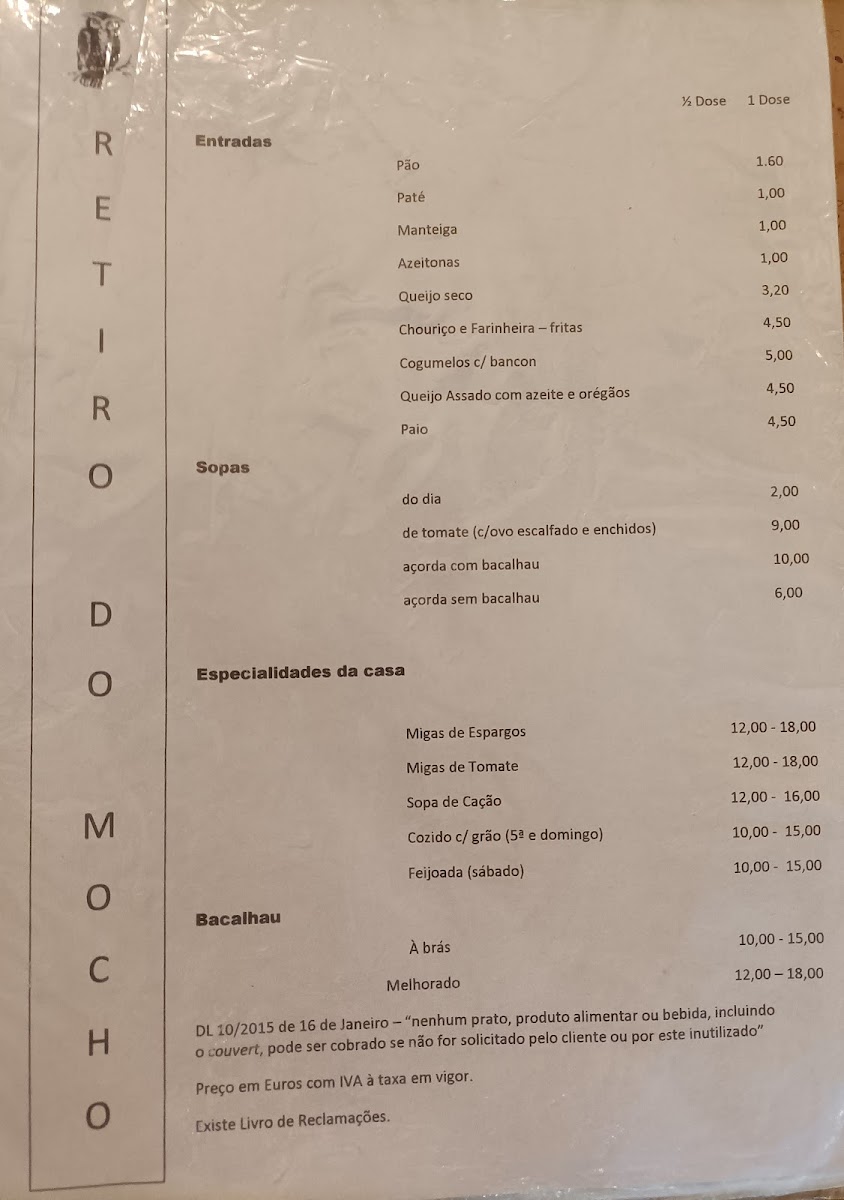 RETIRO DO MOCHO
½ Dose 1 Dose
Entradas
Pão 1.60
Paté 1,00
Manteiga 1,00
Azeitonas 1,00
Queijo seco 3,20
Chouriço e Farinheira – fritas 4,50
Cogumelos c/ bancon 5,00
Queijo Assado com azeite e orégãos 4,50
Paio 4,50
Sopas
do dia 2,00
de tomate (c/ovo escalfado e enchidos) 9,00
açorda com bacalhau 10,00
açorda sem bacalhau 6,00
Especialidades da casa
Migas de Espargos 12,00 - 18,00
Migas de Tomate 12,00 - 18,00
Sopa de Cação 12,00 - 16,00
Cozido c/ grão (5ª e domingo) 10,00 - 15,00
Feijoada (sábado) 10,00 - 15,00
Bacalhau
À brás 10,00 - 15,00
Melhorado 12,00 – 18,00
DL 10/2015 de 16 de Janeiro – “nenhum prato, produto alimentar ou bebida, incluindo
o couvert, pode ser cobrado se não for solicitado pelo cliente ou por este inutilizado”
Preço em Euros com IVA à taxa em vigor.
Existe Livro de Reclamações.